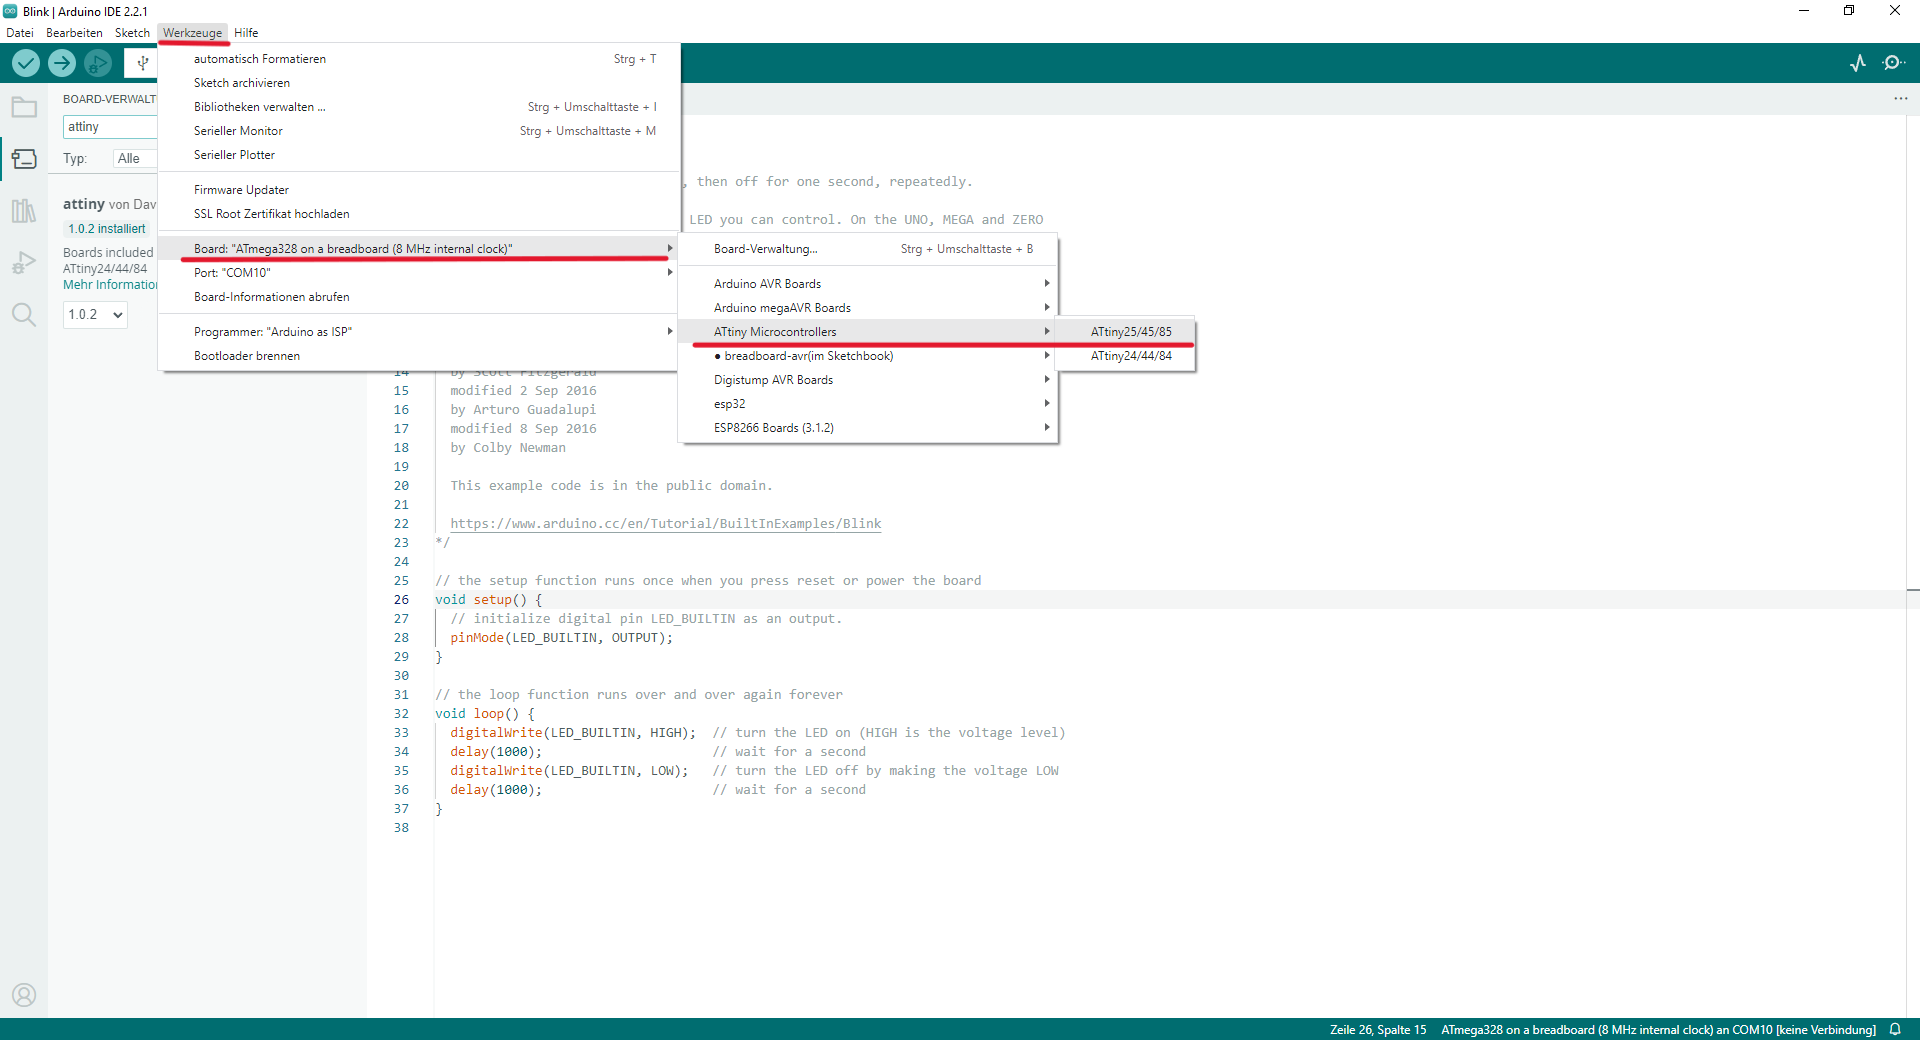 Blink | Arduino IDE 2.2.1
Datei Bearbeiten Sketch Werkzeuge Hilfe
automatisch Formatieren Strg + T
Sketch archivieren
Bibliotheken verwalten ... Strg + Umschalttaste + I
Serieller Monitor Strg + Umschalttaste + M
Serieller Plotter
Firmware Updater
SSL Root Zertifikat hochladen
Board: "ATmega328 on a breadboard (8 MHz internal clock)"
Port: "COM10"
Board-Informationen abrufen
Programmer: "Arduino as ISP"
Bootloader brennen
Board-Verwaltung... Strg + Umschalttaste + B
Arduino AVR Boards
Arduino megaAVR Boards
ATtiny Microcontrollers
● breadboard-avr(im Sketchbook)
Digistump AVR Boards
esp32
ESP8266 Boards (3.1.2)
ATtiny25/45/85
ATtiny24/44/84
BOARD-VERWALT
attiny
Typ: Alle
attiny von Dav
1.0.2 installiert
Boards included
ATtiny24/44/84
Mehr Information
1.0.2
, then off for one second, repeatedly.
LED you can control. On the UNO, MEGA and ZERO
14 by Scott Fitzgerald
15 modified 2 Sep 2016
16 by Arturo Guadalupi
17 modified 8 Sep 2016
18 by Colby Newman
19
20 This example code is in the public domain.
21
22 https://www.arduino.cc/en/Tutorial/BuiltInExamples/Blink
23 */
24
25 // the setup function runs once when you press reset or power the board
26 void setup() {
27 // initialize digital pin LED_BUILTIN as an output.
28 pinMode(LED_BUILTIN, OUTPUT);
29 }
30
31 // the loop function runs over and over again forever
32 void loop() {
33 digitalWrite(LED_BUILTIN, HIGH); // turn the LED on (HIGH is the voltage level)
34 delay(1000); // wait for a second
35 digitalWrite(LED_BUILTIN, LOW); // turn the LED off by making the voltage LOW
36 delay(1000); // wait for a second
37 }
38
Zeile 26, Spalte 15 ATmega328 on a breadboard (8 MHz internal clock) an COM10 [keine Verbindung]